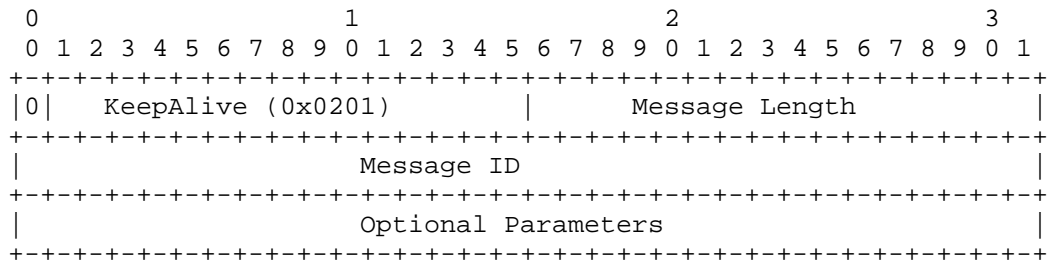 0                   1                   2                   3
 0 1 2 3 4 5 6 7 8 9 0 1 2 3 4 5 6 7 8 9 0 1 2 3 4 5 6 7 8 9 0 1
+-+-+-+-+-+-+-+-+-+-+-+-+-+-+-+-+-+-+-+-+-+-+-+-+-+-+-+-+-+-+-+-+
|0|   KeepAlive (0x0201)        |      Message Length           |
+-+-+-+-+-+-+-+-+-+-+-+-+-+-+-+-+-+-+-+-+-+-+-+-+-+-+-+-+-+-+-+-+
|                     Message ID                                |
+-+-+-+-+-+-+-+-+-+-+-+-+-+-+-+-+-+-+-+-+-+-+-+-+-+-+-+-+-+-+-+-+
|                     Optional Parameters                       |
+-+-+-+-+-+-+-+-+-+-+-+-+-+-+-+-+-+-+-+-+-+-+-+-+-+-+-+-+-+-+-+-+